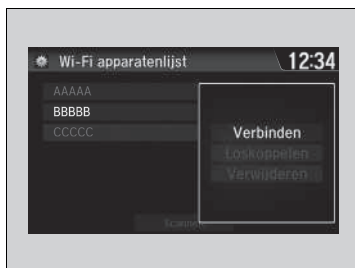 Wi-Fi apparatenlijst
12:34
AAAAA
BBBBB
CCCCC
Verbinden
Loskoppelen
Verwijderen